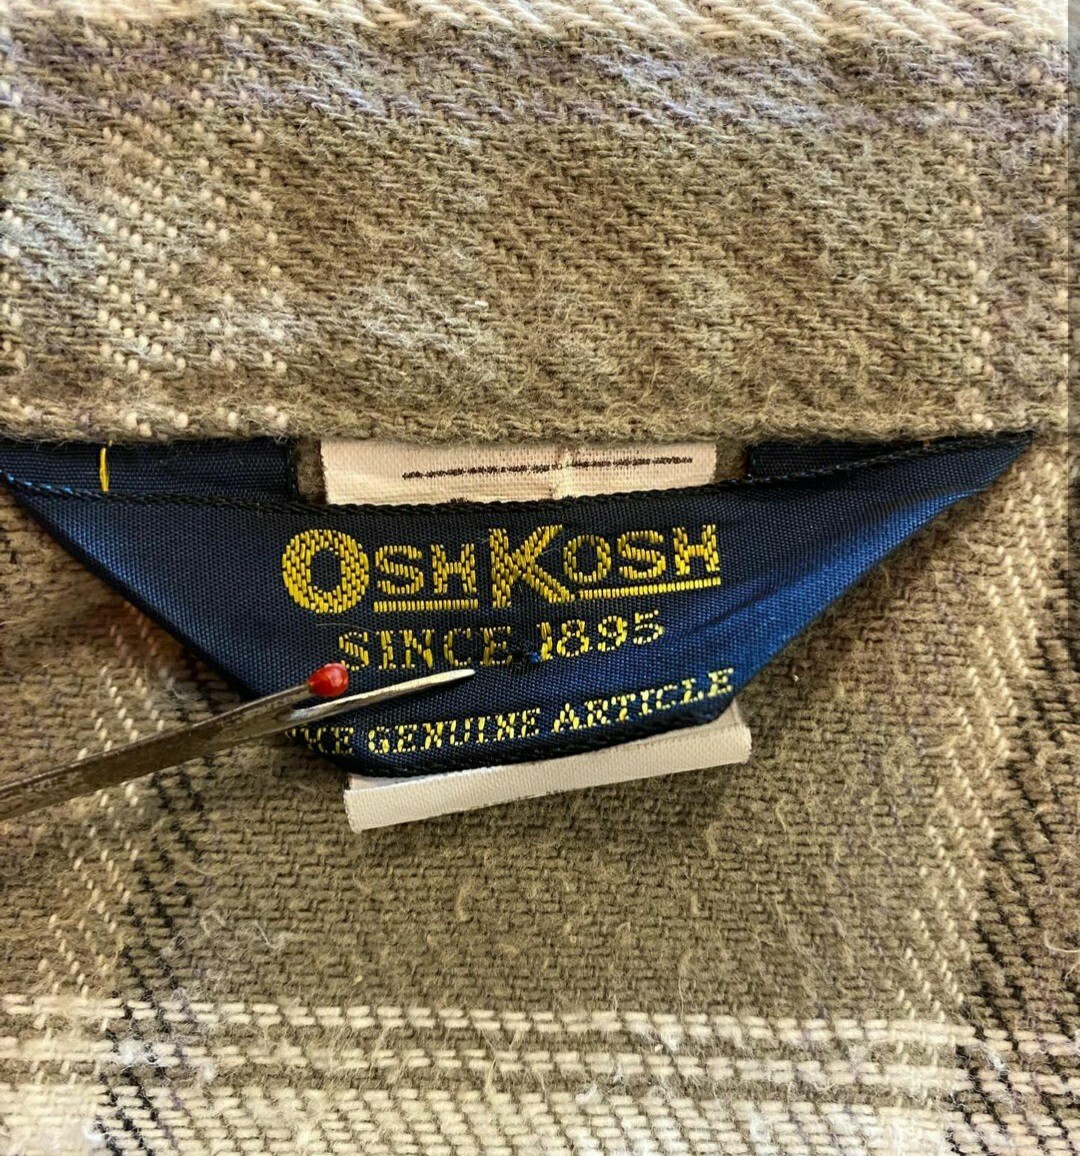 OSHKOSH
SINCE 1895
GENUINE ARTICLE